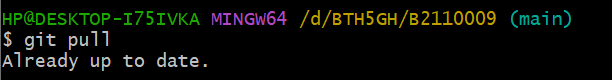 HP@DESKTOP-I75IVKA MINGW64 /d/BTH5GH/B2110009 (main)
$ git pull
Already up to date.